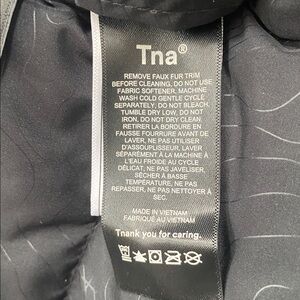 Tna®
REMOVE FAUX FUR TRIM
BEFORE CLEANING, DO NOT USE
FABRIC SOFTENER, MACHINE
WASH COLD GENTLE CYCLE
SEPARATELY, DO NOT BLEACH,
TUMBLE DRY LOW, DO NOT
IRON, DO NOT DRY CLEAN
RETIRER LA BORDURE EN
FAUSSE FOURRURE AVANT DE
LAVER, NE PAS UTILISER
D'ASSOUPLISSEUR. LAVER
SÉPARÉMENT À LA MACHINE À
L'EAU FROIDE AU CYCLE
DÉLICAT, NE PAS JAVELISER,
SÉCHER À BASSE
TEMPÉRATURE, NE PAS
REPASSER, NE PAS NETTOYER À
SEC.
MADE IN VIETNAM
FABRIQUÉ AU VIETNAM
Thank you for caring.